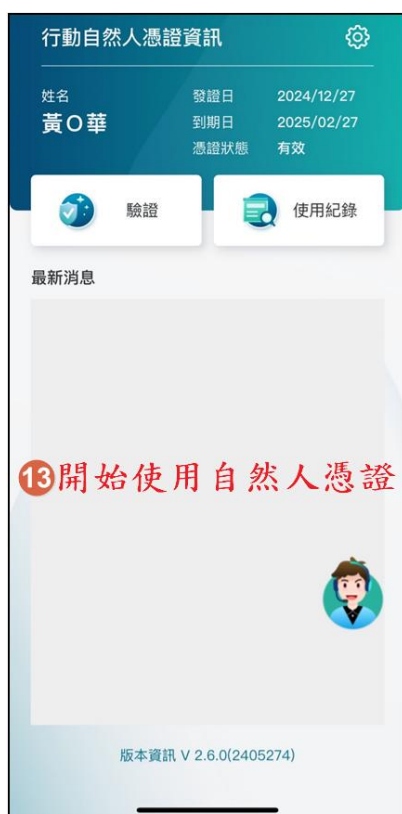 行動自然人憑證資訊
姓名
黃O華
發證日 2024/12/27
到期日 2025/02/27
憑證狀態 有效
驗證
使用紀錄
最新消息
13開始使用自然人憑證
版本資訊 V 2.6.0(2405274)